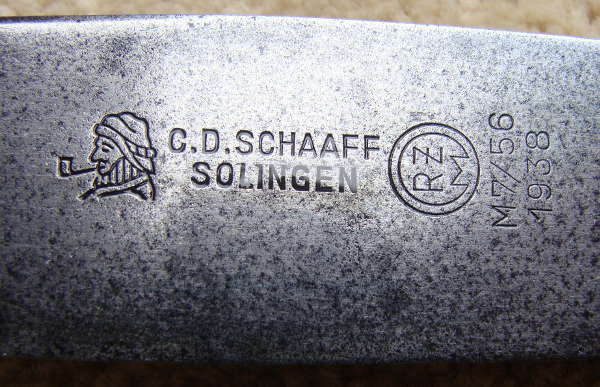 C.D.SCHAAFF
SOLINGEN
RZM
M7/56
1938